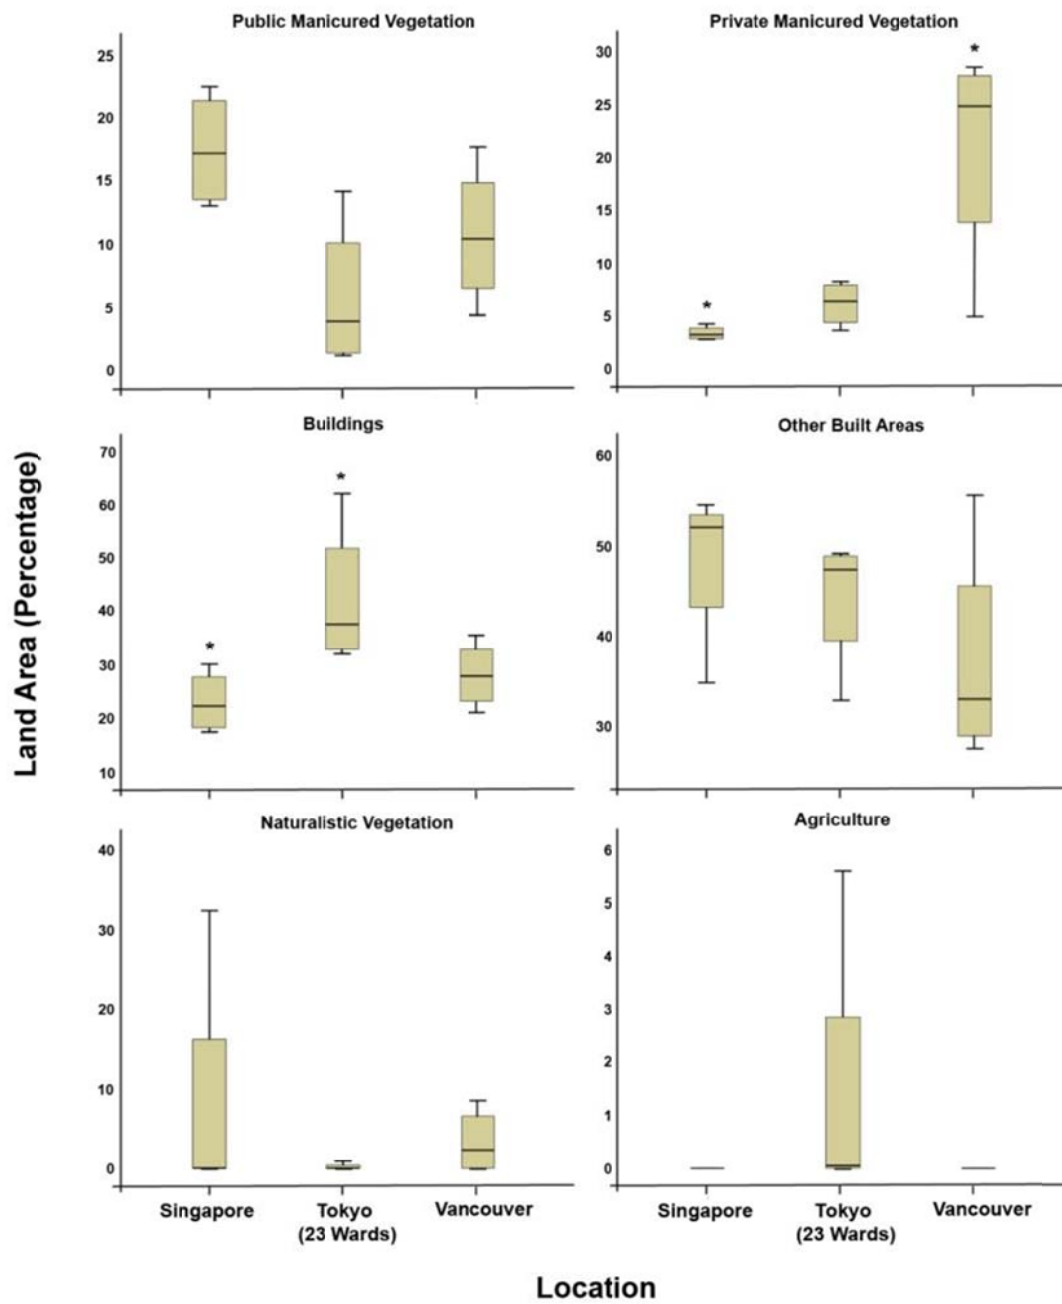 Public Manicured Vegetation
25
20
15
10
5
0
Private Manicured Vegetation
30
25
20
15
10
5
0
*
*
Land Area (Percentage)
Buildings
70
60
50
40
30
20
10
*
*
Other Built Areas
60
50
40
30
Naturalistic Vegetation
40
30
20
10
0
Singapore
Tokyo
(23 Wards)
Vancouver
Agriculture
6
5
4
3
2
1
0
Singapore
Tokyo
(23 Wards)
Vancouver
Location